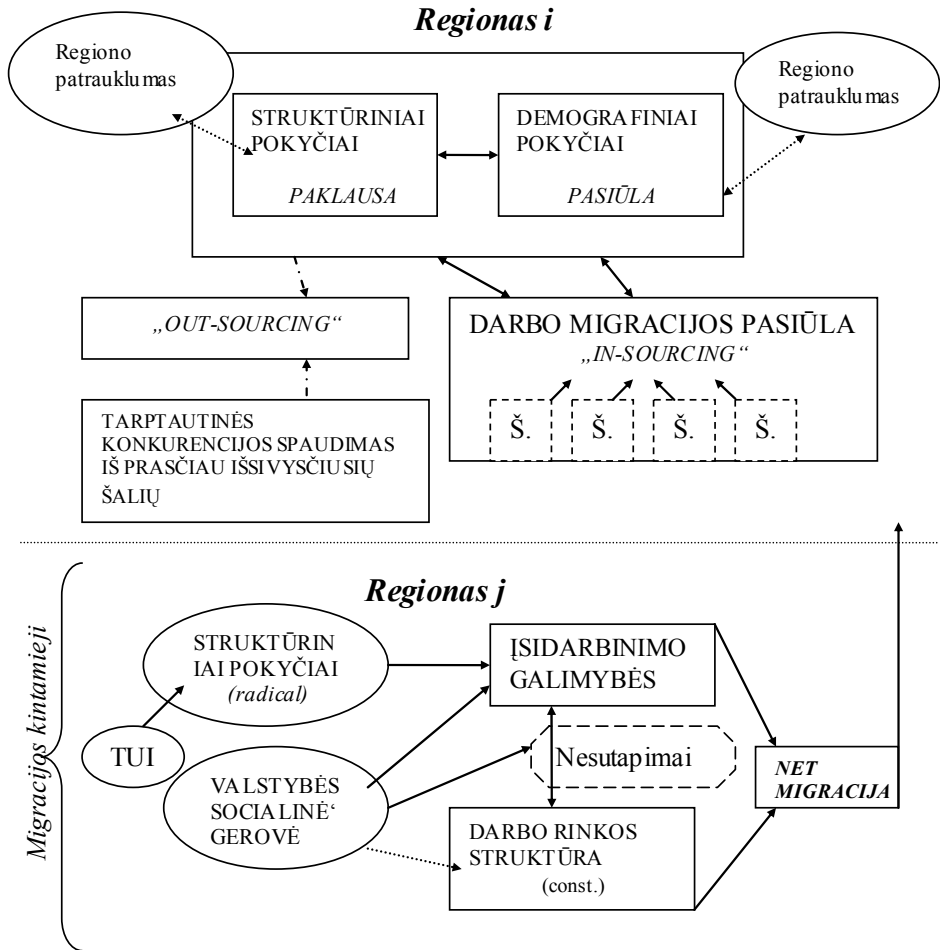 Regionas i
Regiono
patrauklumas
Regiono
patrauklumas
STRUKTŪRINIAI
POKYČIAI
PAKLAUSA
DEMOGRAFINIAI
POKYČIAI
PASIŪLA
„OUT-SOURCING“
DARBO MIGRACIJOS PASIŪLA
„IN-SOURCING“
Š.
Š.
Š.
Š.
TARPTAUTINĖS
KONKURENCIJOS SPAUDIMAS
IŠ PRASČIAU IŠSIVYSČIUSIŲ
ŠALIŲ
Migracijos kintamieji
Regionas j
STRUKTŪRIN
IAI POKYČIAI
(radical)
TUI
VALSTYBĖS
SOCIALINĖ‘
GEROVĖ
ĮSIDARBINIMO
GALIMYBĖS
Nesutapimai
DARBO RINKOS
STRUKTŪRA
(const.)
NET
MIGRACIJA